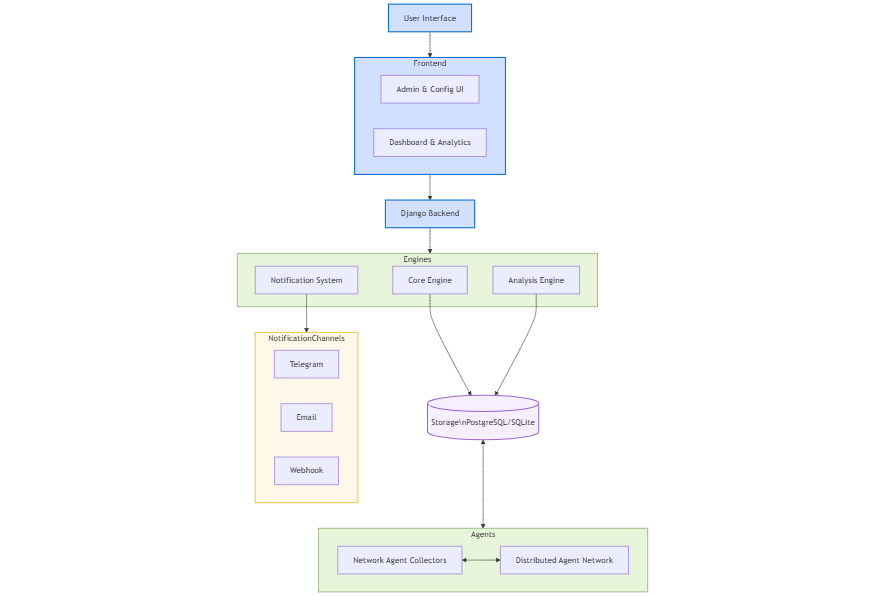 User Interface
Frontend
Admin & Config UI
Dashboard & Analytics
Django Backend
Engines
Notification System
Core Engine
Analysis Engine
NotificationChannels
Telegram
Email
Webhook
Storage\nPostgreSQL/SQLite
Agents
Network Agent Collectors
Distributed Agent Network